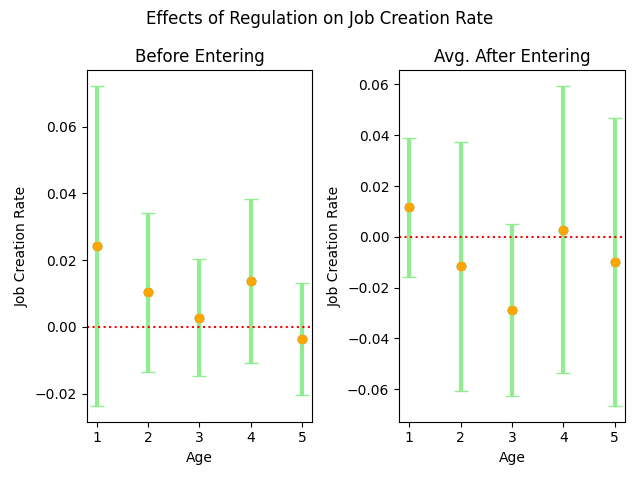 Effects of Regulation on Job Creation Rate
Before Entering
Job Creation Rate
0.06
0.04
0.02
0.00
−0.02
1 2 3 4 5
Age
Avg. After Entering
Job Creation Rate
0.06
0.04
0.02
0.00
−0.02
−0.04
−0.06
1 2 3 4 5
Age